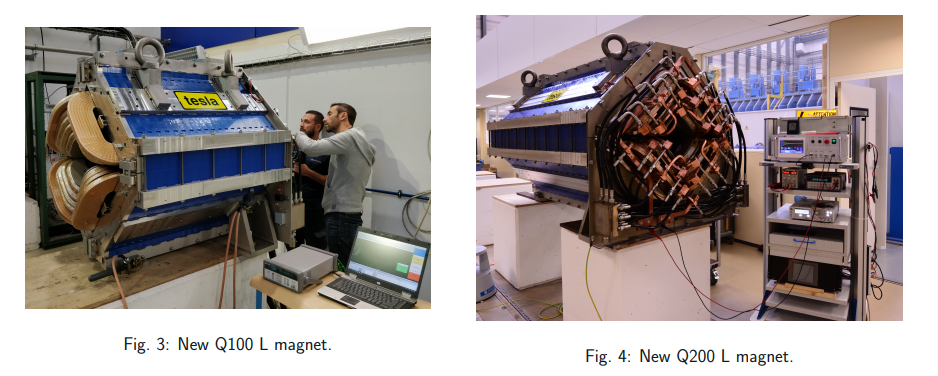 tesla
Fig. 3: New Q100 L magnet.
Fig. 4: New Q200 L magnet.